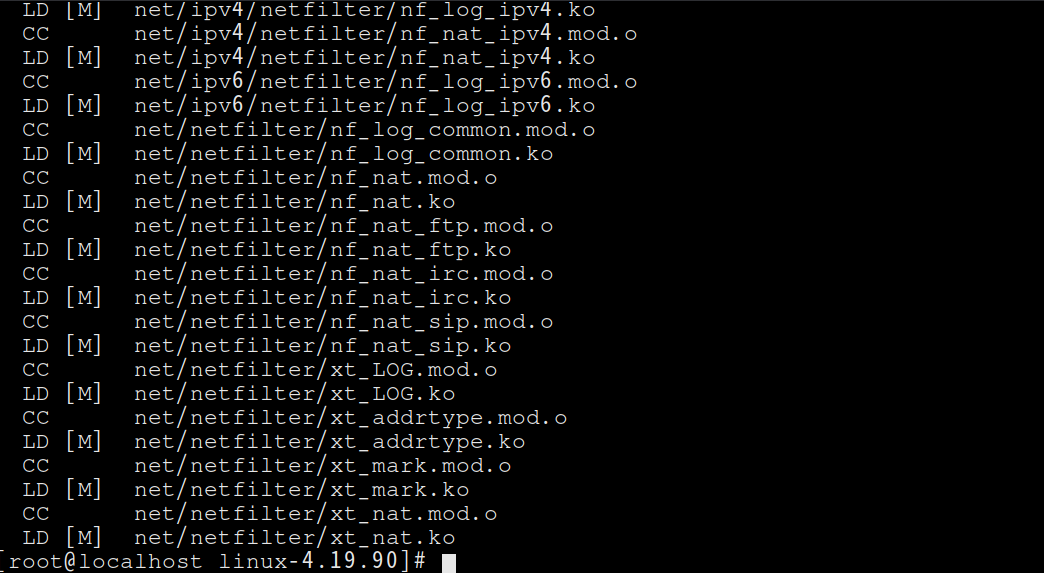 LD [M]  net/ipv4/netfilter/nf_log_ipv4.ko
CC      net/ipv4/netfilter/nf_nat_ipv4.mod.o
LD [M]  net/ipv4/netfilter/nf_nat_ipv4.ko
CC      net/ipv6/netfilter/nf_log_ipv6.mod.o
LD [M]  net/ipv6/netfilter/nf_log_ipv6.ko
CC      net/netfilter/nf_log_common.mod.o
LD [M]  net/netfilter/nf_log_common.ko
CC      net/netfilter/nf_nat.mod.o
LD [M]  net/netfilter/nf_nat.ko
CC      net/netfilter/nf_nat_ftp.mod.o
LD [M]  net/netfilter/nf_nat_ftp.ko
CC      net/netfilter/nf_nat_irc.mod.o
LD [M]  net/netfilter/nf_nat_irc.ko
CC      net/netfilter/nf_nat_sip.mod.o
LD [M]  net/netfilter/nf_nat_sip.ko
CC      net/netfilter/xt_LOG.mod.o
LD [M]  net/netfilter/xt_LOG.ko
CC      net/netfilter/xt_addrtype.mod.o
LD [M]  net/netfilter/xt_addrtype.ko
CC      net/netfilter/xt_mark.mod.o
LD [M]  net/netfilter/xt_mark.ko
CC      net/netfilter/xt_nat.mod.o
LD [M]  net/netfilter/xt_nat.ko
[root@localhost linux-4.19.90]#